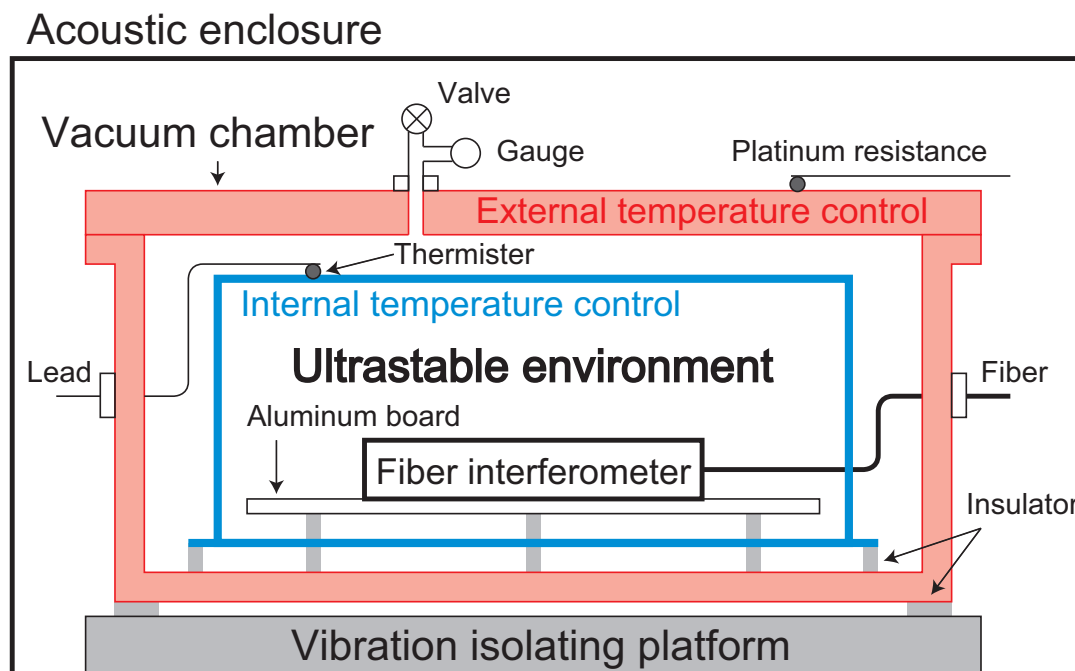 Acoustic enclosure
Valve
Vacuum chamber
Gauge
Platinum resistance
External temperature control
Thermister
Internal temperature control
Ultrastable environment
Lead
Fiber
Aluminum board
Fiber interferometer
Insulator
Vibration isolating platform